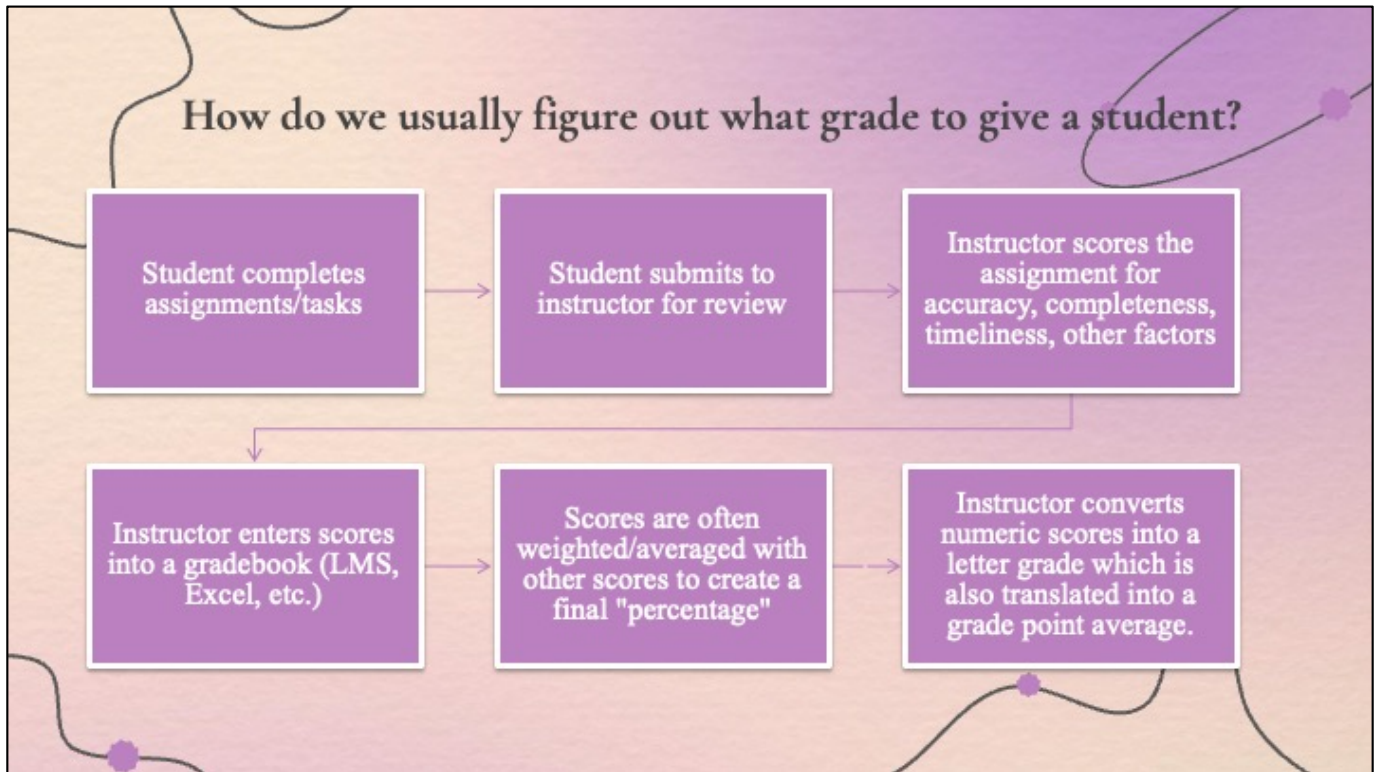 How do we usually figure out what grade to give a student?
Student completes
assignments/tasks
Student submits to
instructor for review
Instructor scores the
assignment for
accuracy, completeness,
timeliness, other factors
Instructor enters scores
into a gradebook (LMS,
Excel, etc.)
Scores are often
weighted/averaged with
other scores to create a
final "percentage"
Instructor converts
numeric scores into a
letter grade which is
also translated into a
grade point average.